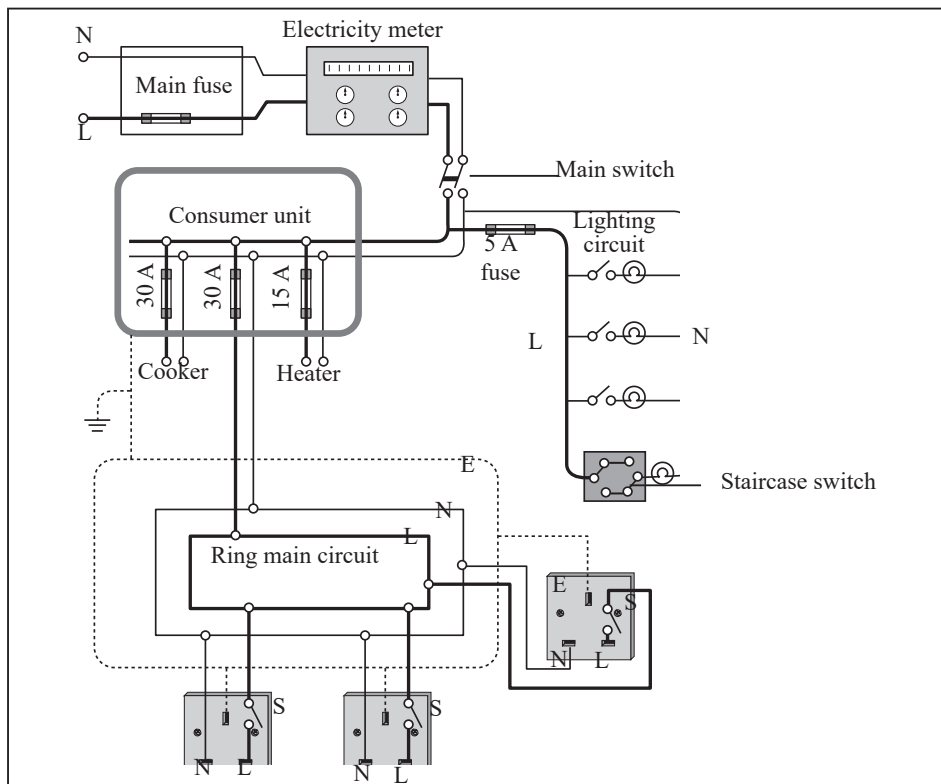 Electricity meter
N
Main fuse
L
Main switch
Consumer unit
Lighting
circuit
5 A
fuse
30 A
30 A
15 A
L
N
Cooker
Heater
E
Staircase switch
N
L
Ring main circuit
E
S
N
L
S
S
N
L
N
L